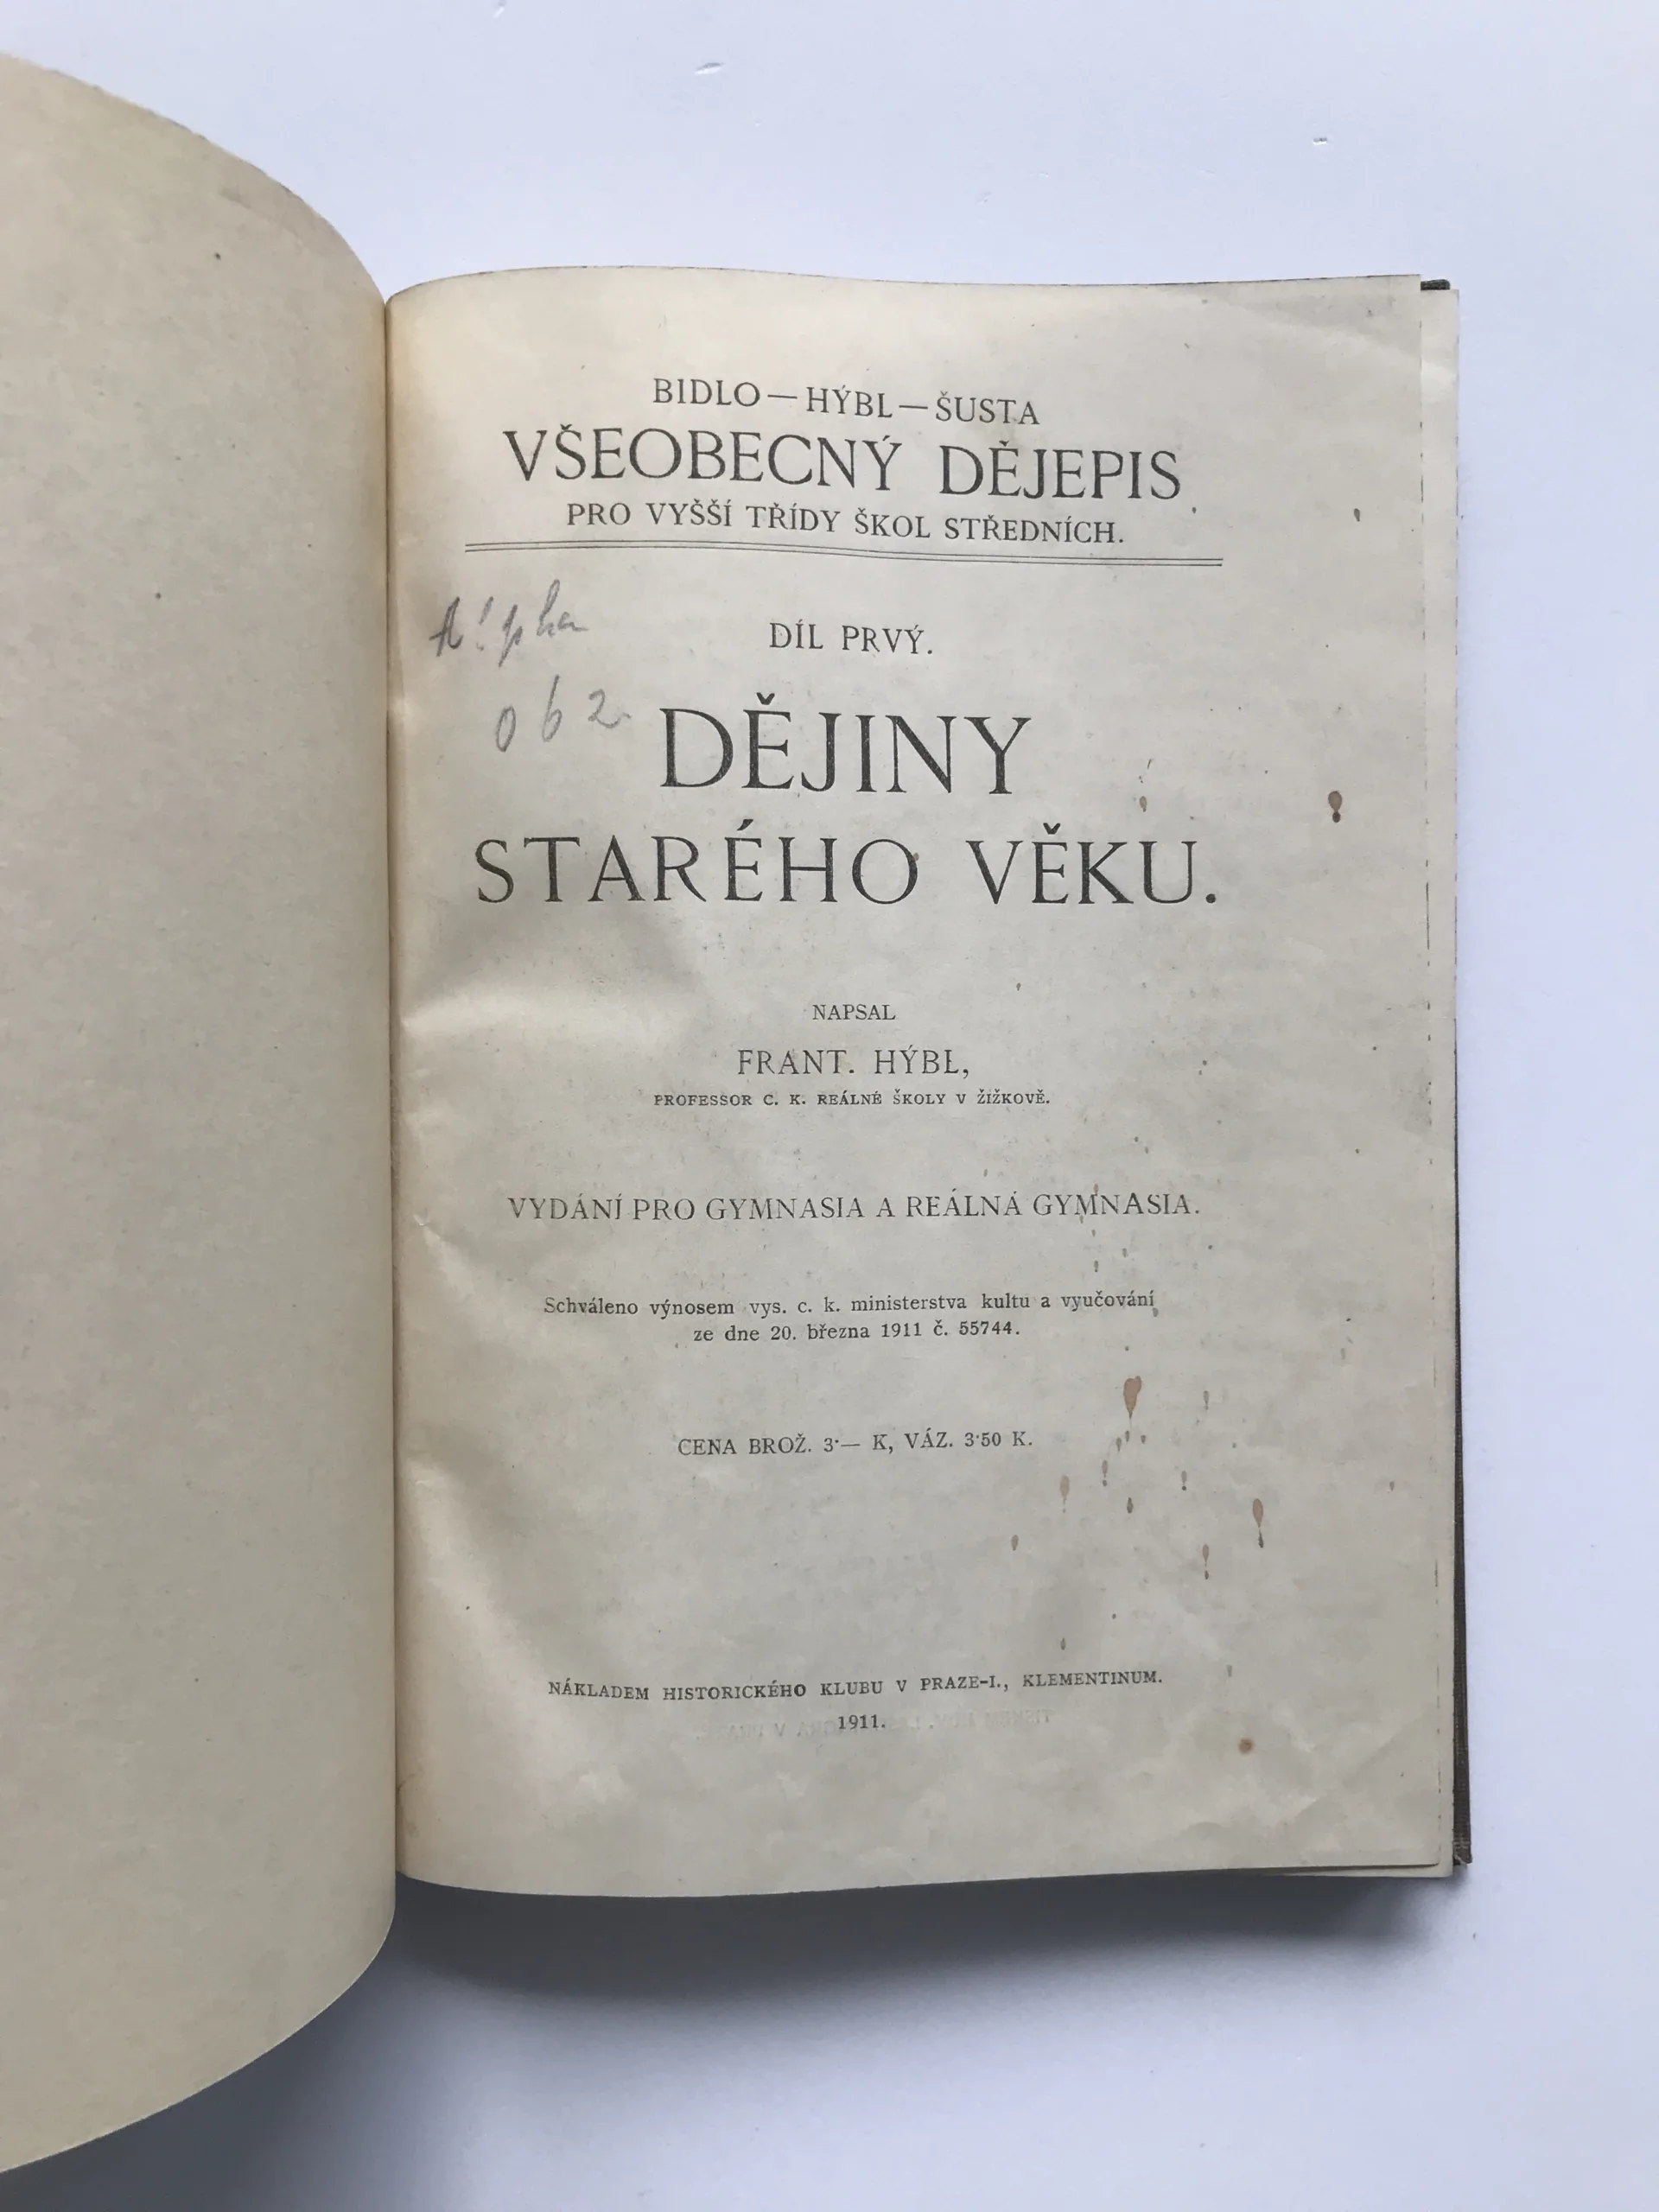 BIDLO — HÝBL — ŠUSTA
VŠEOBECNÝ DĚJEPIS
PRO VYŠŠÍ TŘÍDY ŠKOL STŘEDNÍCH.
DÍL PRVÝ.
062
DĚJINY
STARÉHO VĚKU.
NAPSAL
FRANT. HÝBL,
PROFESSOR C. K. REÁLNÉ ŠKOLY V ŽIŽKOVĚ.
VYDÁNÍ PRO GYMNASIA A REÁLNÁ GYMNASIA.
Schváleno výnosem vys. c. k. ministerstva kultu a vyučování
ze dne 20. března 1911 č. 55744.
CENA BROŽ. 3·— K, VÁZ. 3·50 K.
NÁKLADEM HISTORICKÉHO KLUBU V PRAZE-I., KLEMENTINUM.
1911.